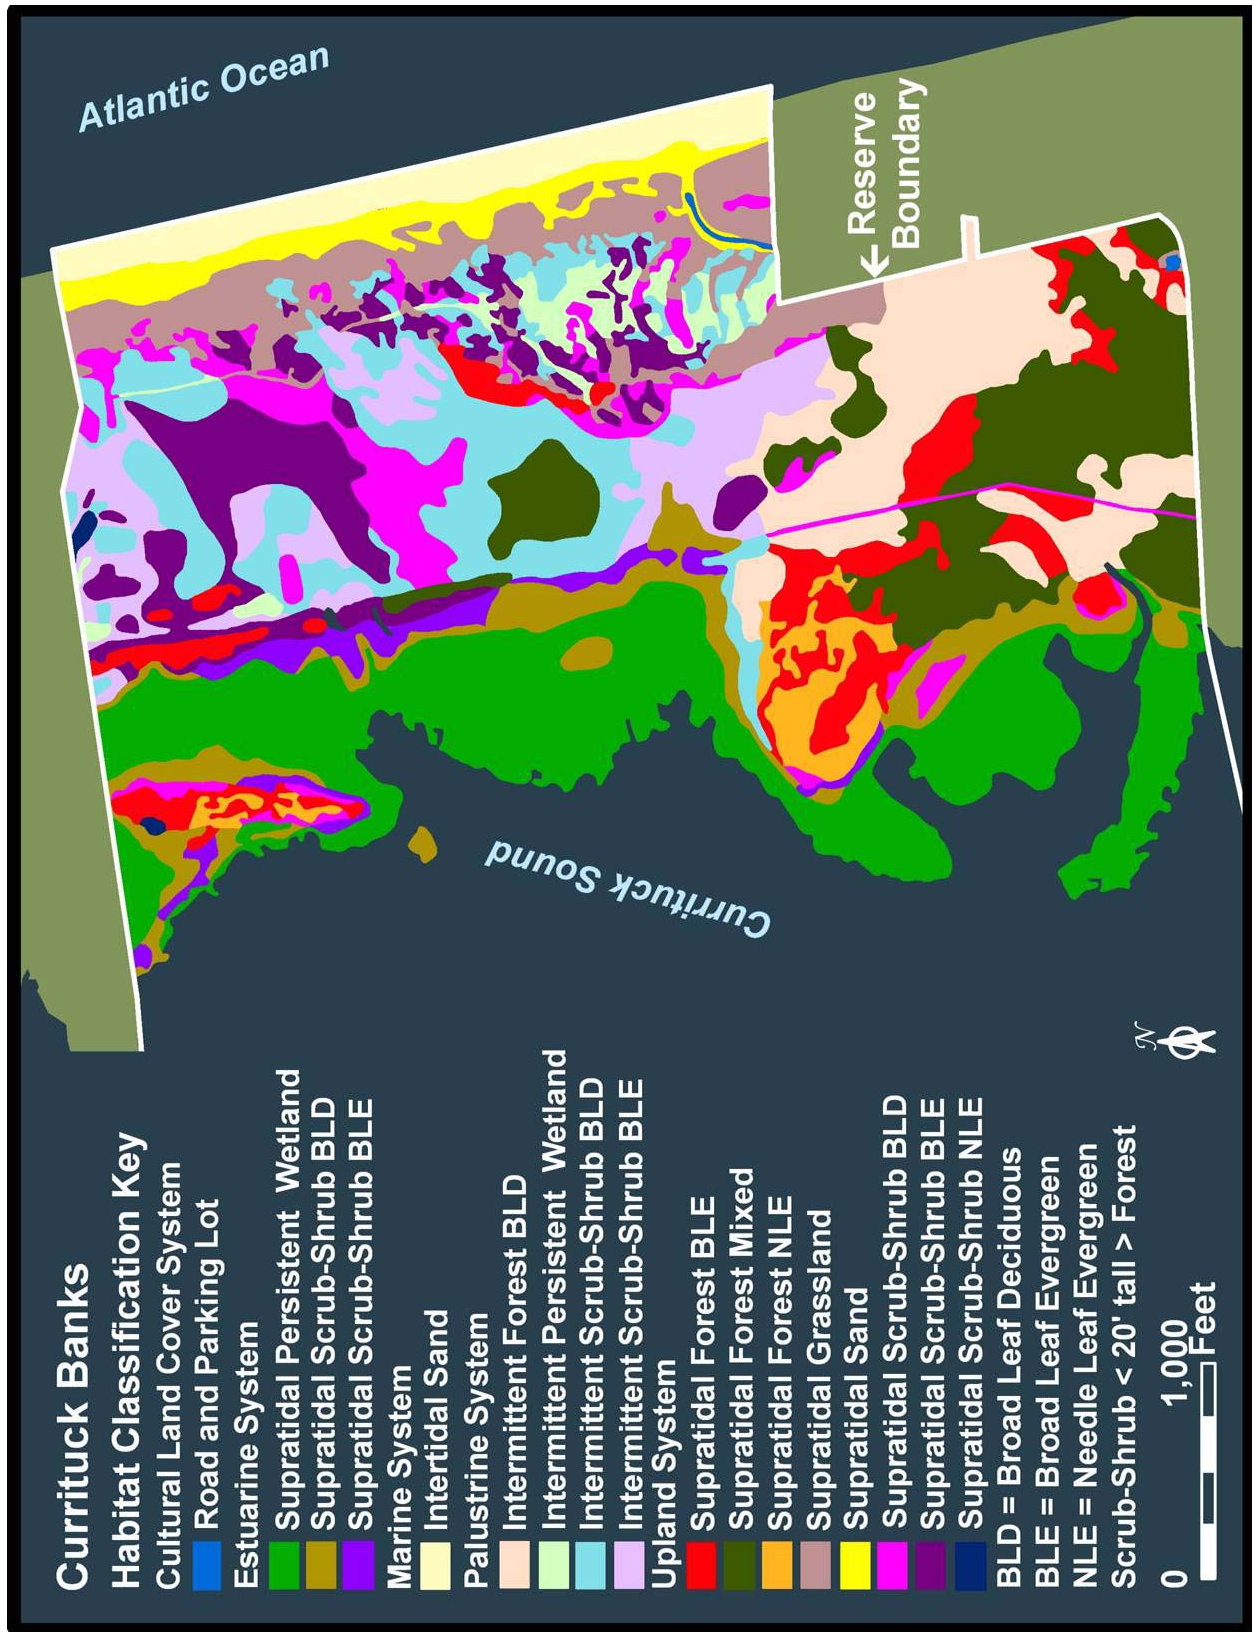 Currituck Banks
Habitat Classification Key
Cultural Land Cover System
Road and Parking Lot
Estuarine System
Supratidal Persistent Wetland
Supratidal Scrub-Shrub BLD
Supratidal Scrub-Shrub BLE
Marine System
Intertidal Sand
Palustrine System
Intermittent Forest BLD
Intermittent Persistent Wetland
Intermittent Scrub-Shrub BLD
Intermittent Scrub-Shrub BLE
Upland System
Supratidal Forest BLE
Supratidal Forest Mixed
Supratidal Forest NLE
Supratidal Grassland
Supratidal Sand
Supratidal Scrub-Shrub BLD
Supratidal Scrub-Shrub BLE
Supratidal Scrub-Shrub NLE
BLD = Broad Leaf Deciduous
BLE = Broad Leaf Evergreen
NLE = Needle Leaf Evergreen
Scrub-Shrub < 20' tall > Forest
0 1,000
Feet
N
Currituck Sound
Atlantic Ocean
← Reserve
Boundary